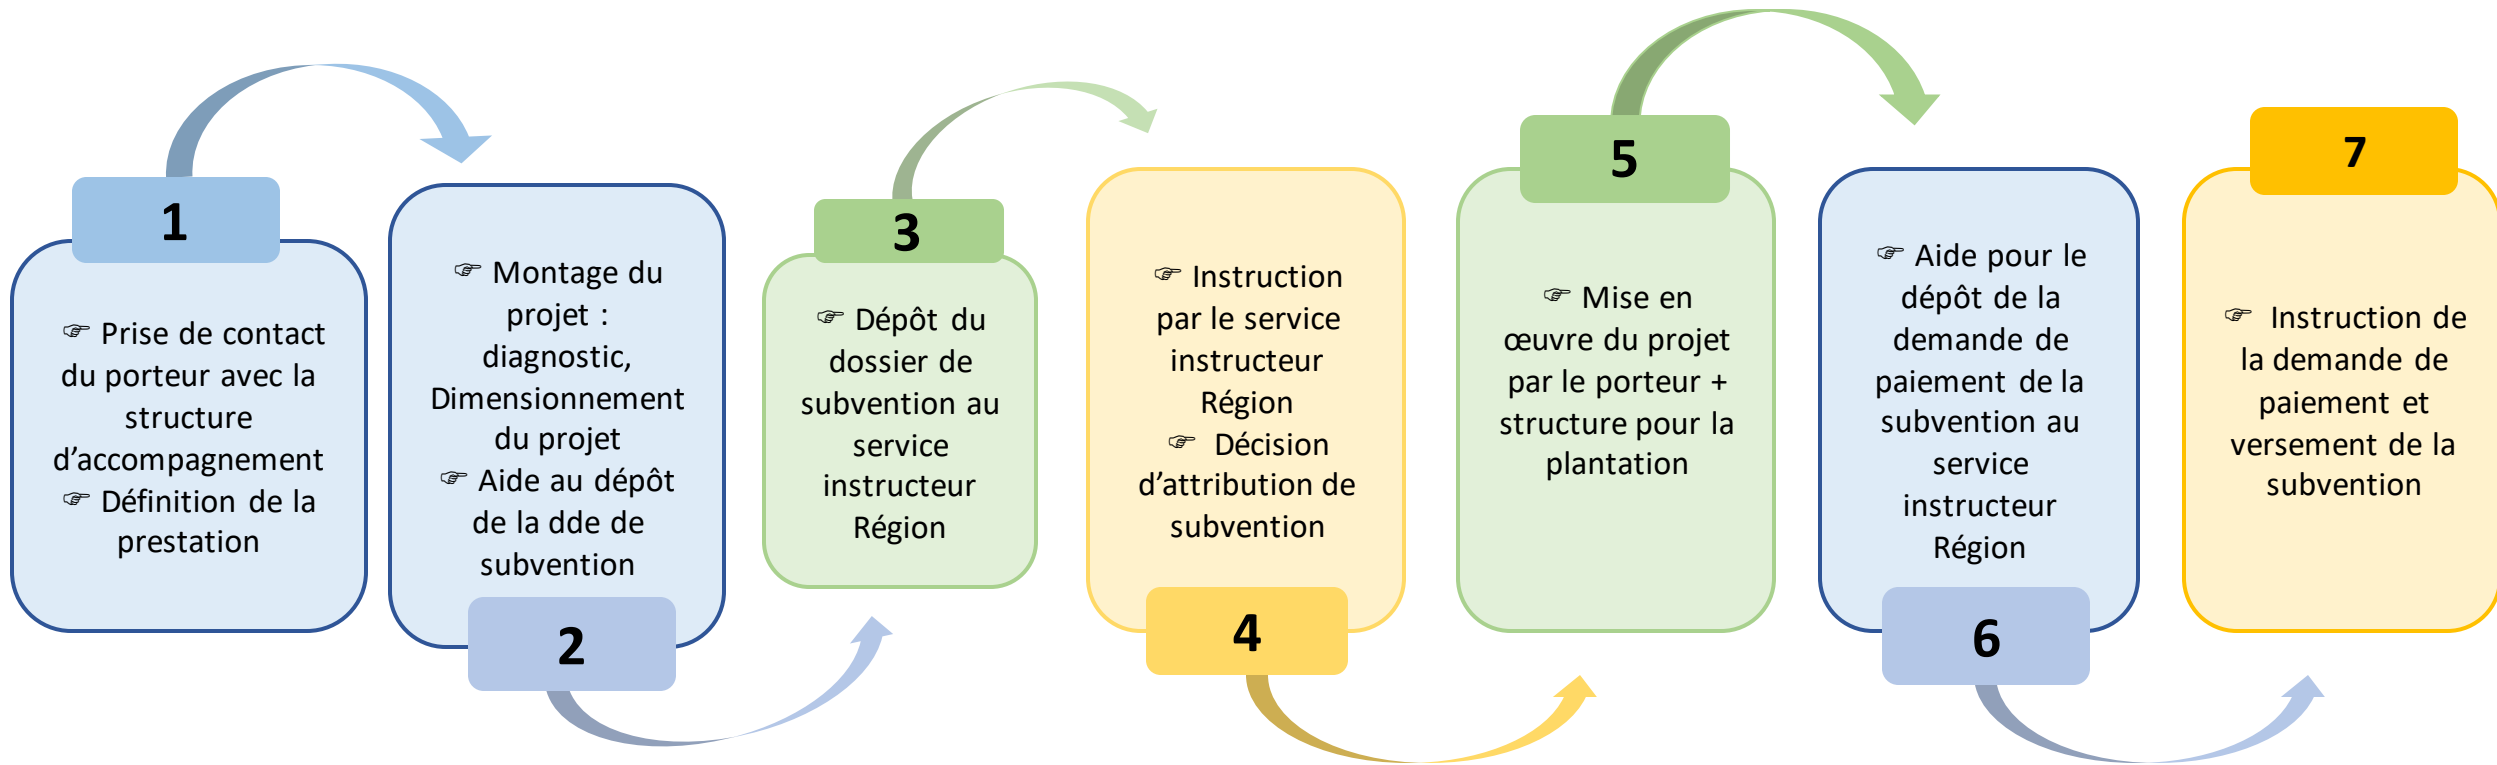 1
☞ Prise de contact
du porteur avec la
structure
d’accompagnement
☞ Définition de la
prestation
☞ Montage du
projet :
diagnostic,
Dimensionnement
du projet
☞ Aide au dépôt
de la dde de
subvention
2
3
☞ Dépôt du
dossier de
subvention au
service
instructeur
Région
☞ Instruction
par le service
instructeur
Région
☞ Décision
d’attribution de
subvention
4
5
☞ Mise en
œuvre du projet
par le porteur +
structure pour la
plantation
☞ Aide pour le
dépôt de la
demande de
paiement de la
subvention au
service
instructeur
Région
6
7
☞ Instruction de
la demande de
paiement et
versement de la
subvention